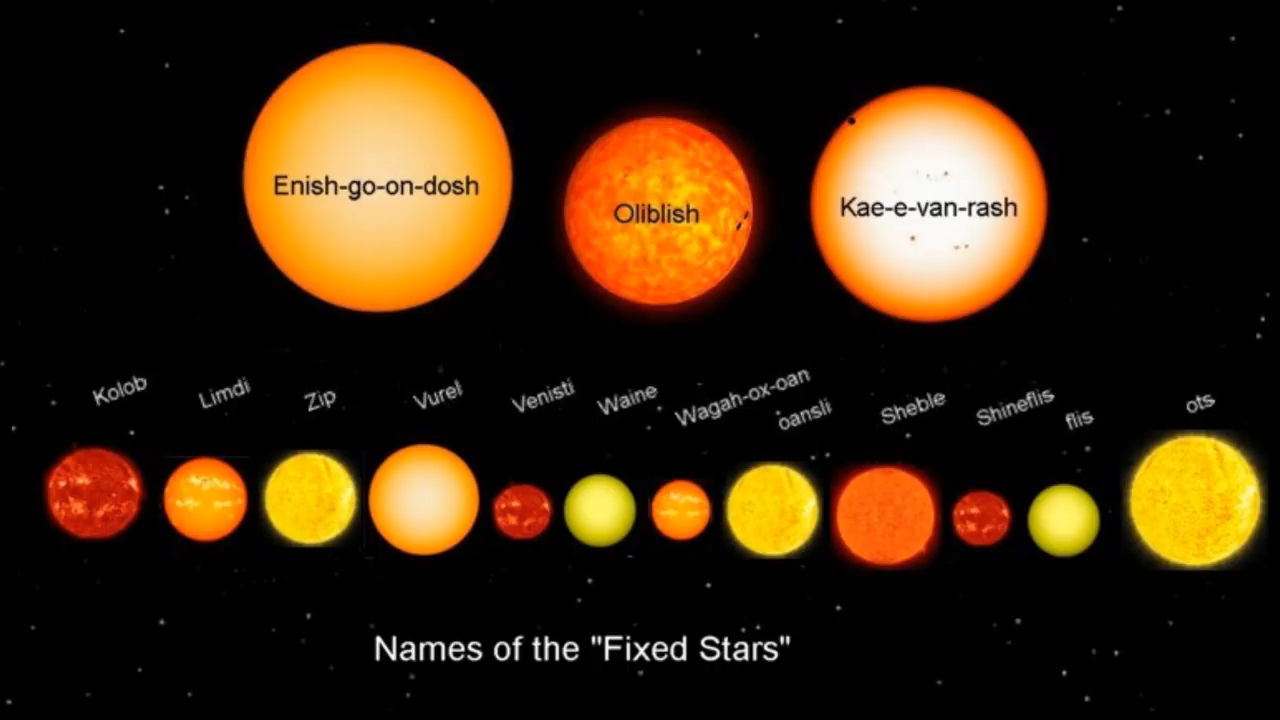 Enish-go-on-dosh
Oliblish
Kae-e-van-rash
Kolob
Limdi
Zip
Vurel
Venisti
Waine
Wagah-ox-oan
oansli
Sheble
Shineflis
flis
ots
Names of the "Fixed Stars"